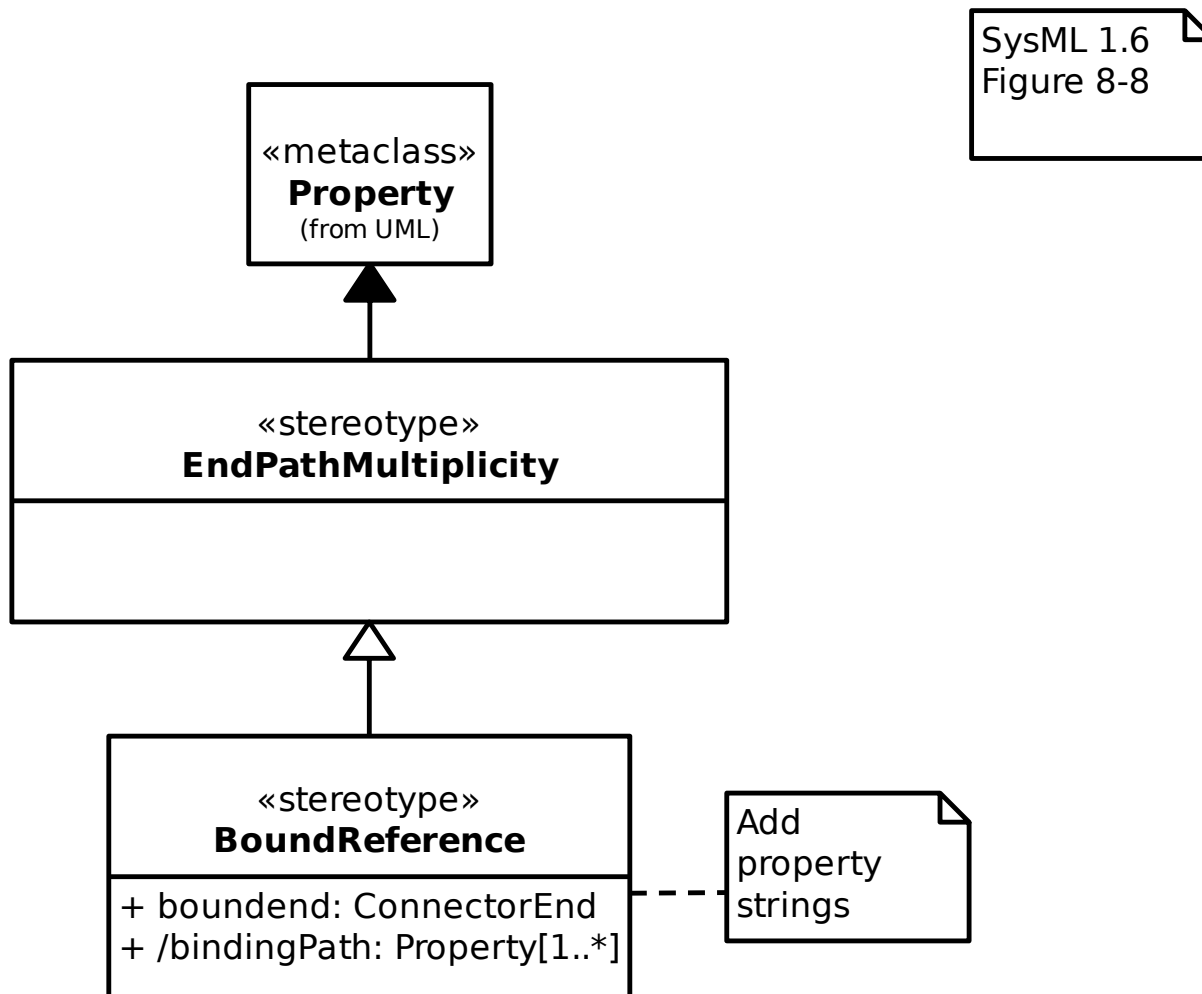 SysML 1.6
Figure 8-8
«metaclass»
Property
(from UML)
«stereotype»
EndPathMultiplicity
«stereotype»
BoundReference
+ boundend: ConnectorEnd
+ /bindingPath: Property[1..*]
Add
property
strings